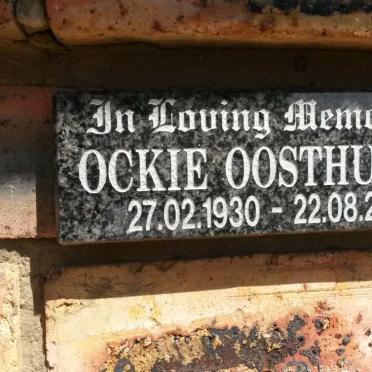 In Loving Memo
OCKIE OOSTHU
27.02.1930 - 22.08.2